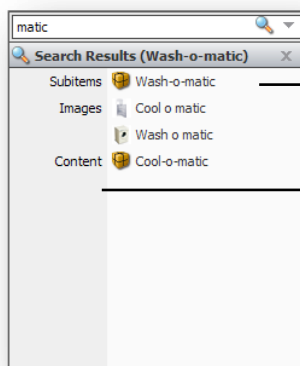 matic
Search Results (Wash-o-matic) X
Subitems Wash-o-matic
Images Cool o matic
Wash o matic
Content Cool-o-matic